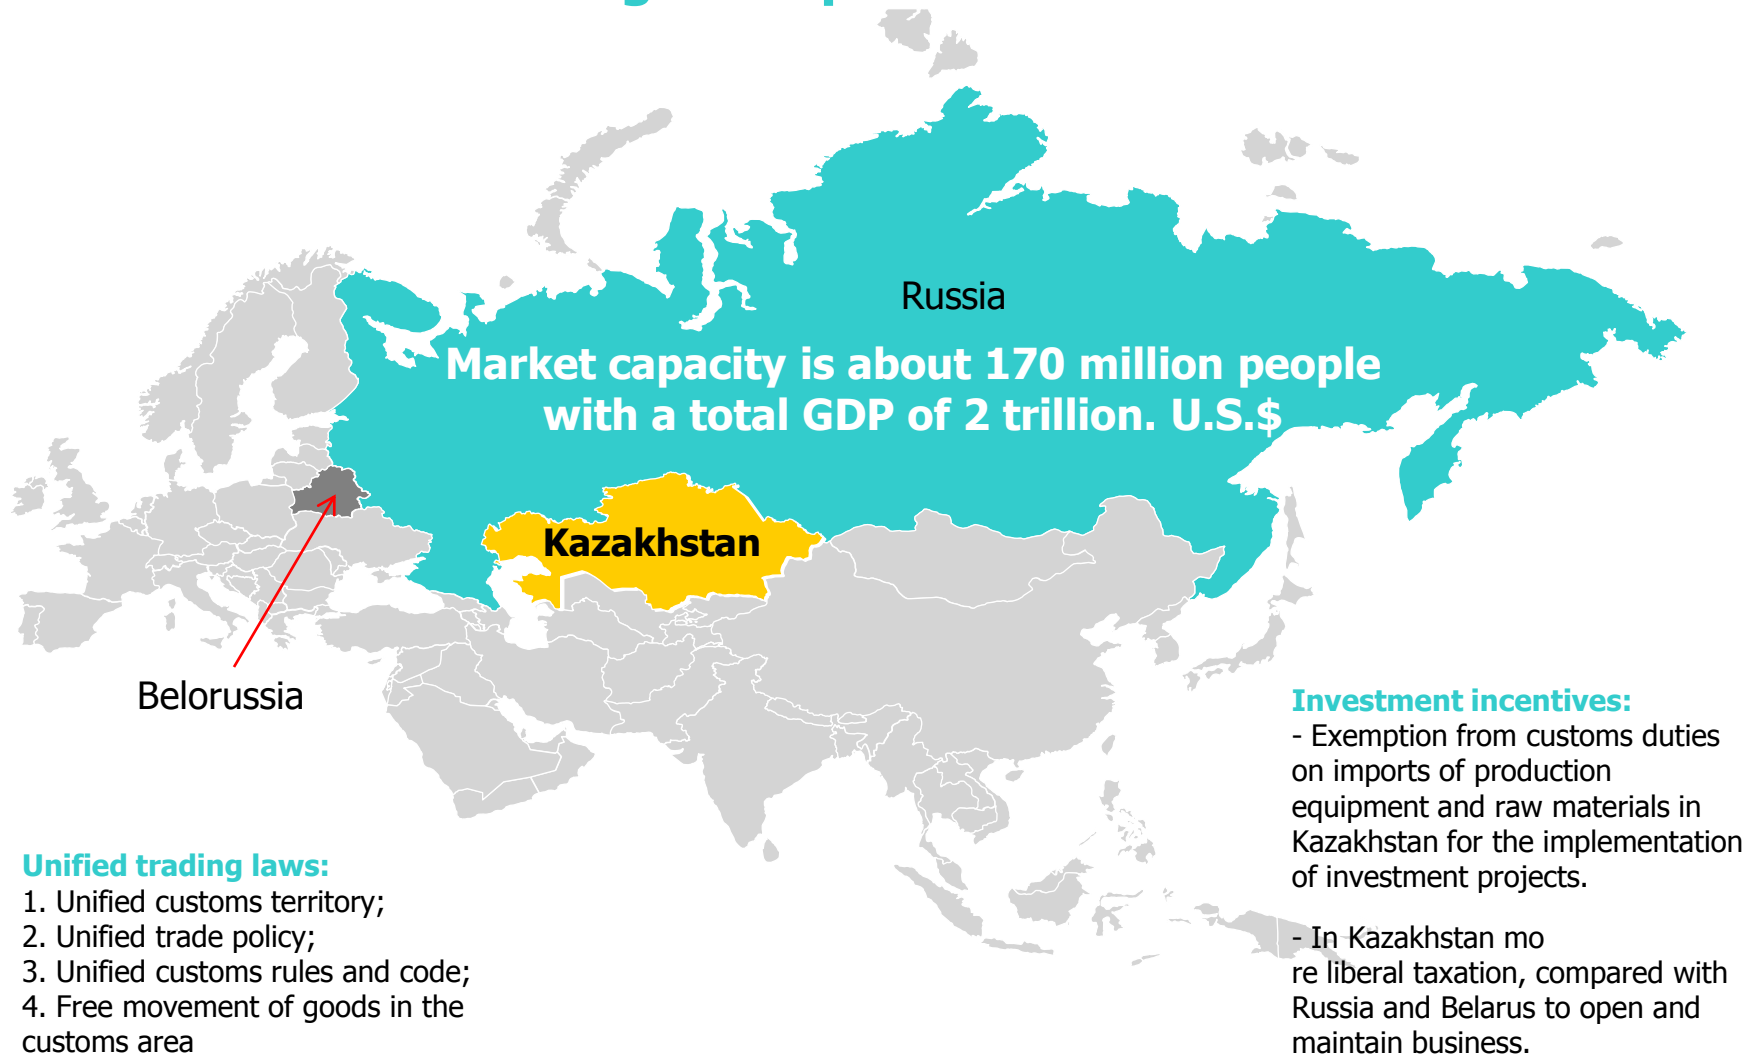 Russia
Market capacity is about 170 million people
with a total GDP of 2 trillion. U.S.$
Kazakhstan
Belorussia
Unified trading laws:
1. Unified customs territory;
2. Unified trade policy;
3. Unified customs rules and code;
4. Free movement of goods in the
customs area
Investment incentives:
- Exemption from customs duties
on imports of production
equipment and raw materials in
Kazakhstan for the implementation
of investment projects.
- In Kazakhstan mo
re liberal taxation, compared with
Russia and Belarus to open and
maintain business.